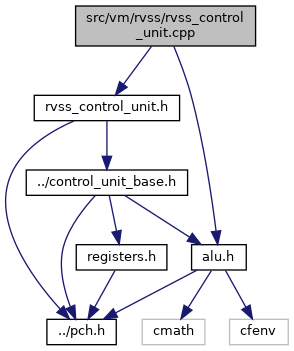 src/vm/rvss/rvss_control
_unit.cpp
rvss_control_unit.h
../control_unit_base.h
registers.h
alu.h
../pch.h
cmath
cfenv